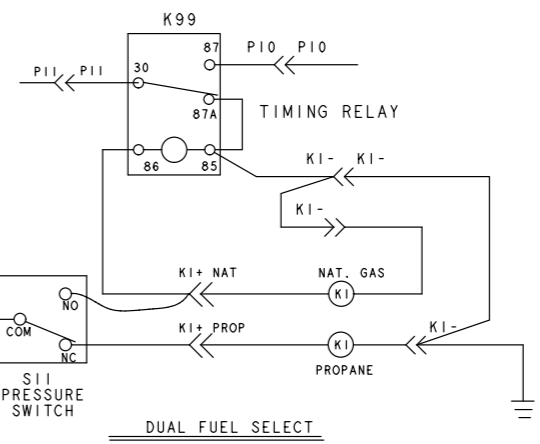 K99
87
P10 P10
P11 P11
30
87A
TIMING RELAY
86
85
K1- K1-
K1-
K1+ NAT
NAT. GAS
K1
NO
COM
K1+ PROP
K1
K1-
NC
PROPANE
S11
PRESSURE
SWITCH
DUAL FUEL SELECT